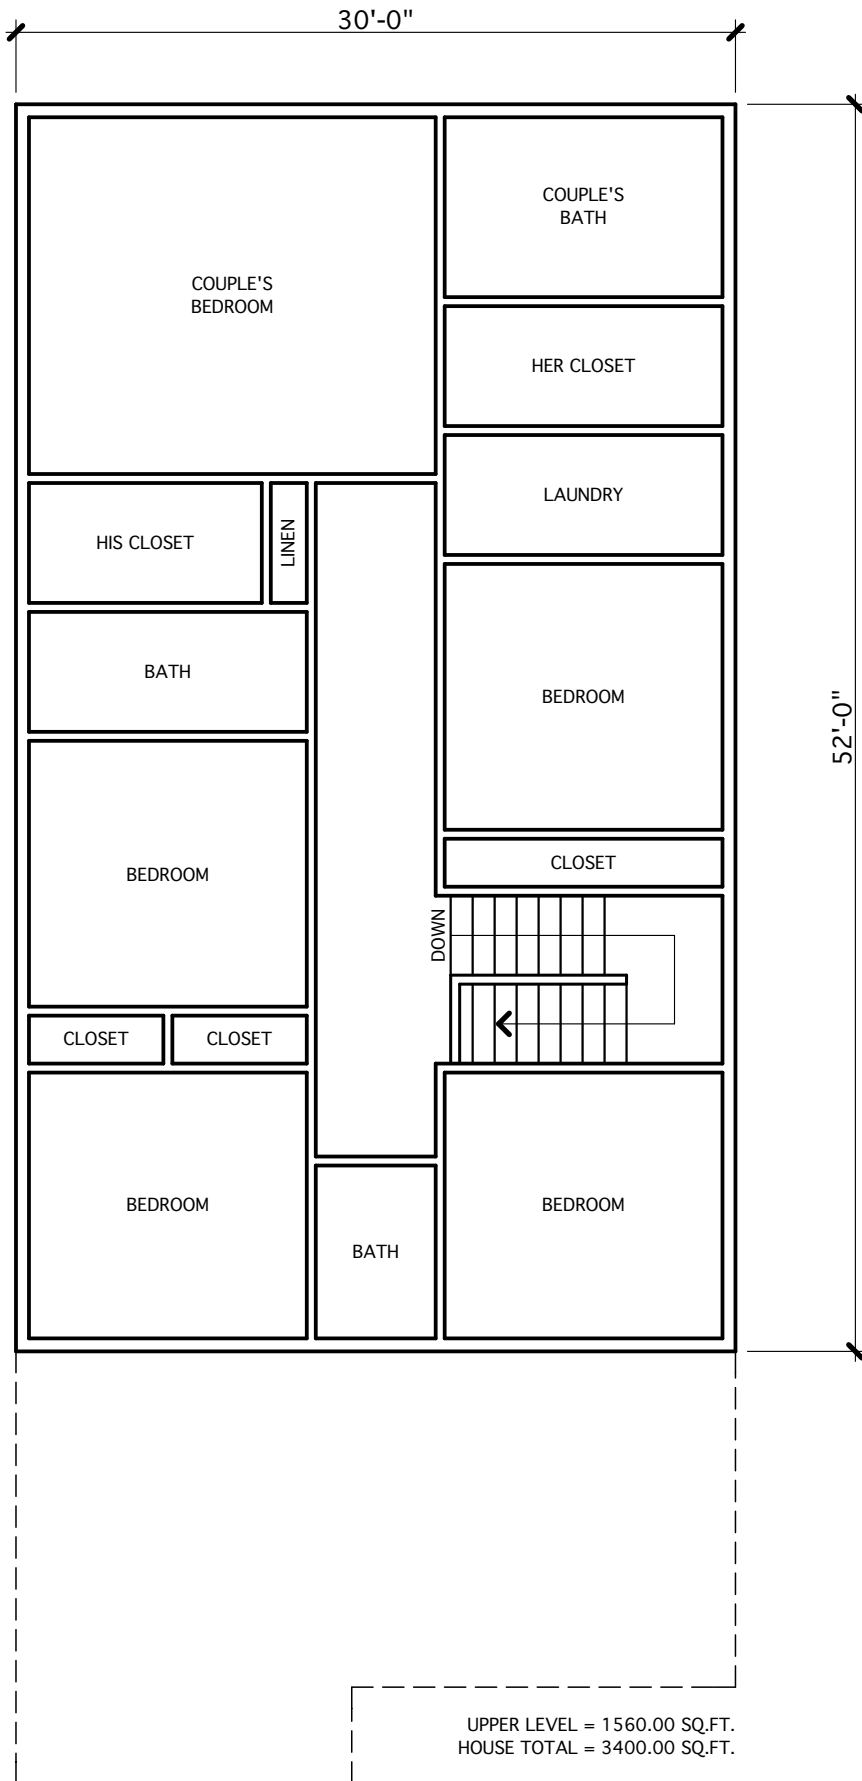 30'-0"
COUPLE'S
BATH
COUPLE'S
BEDROOM
HER CLOSET
LAUNDRY
HIS CLOSET
LINEN
BATH
BEDROOM
52'-0"
CLOSET
BEDROOM
DOWN
CLOSET
CLOSET
BEDROOM
BEDROOM
BATH
UPPER LEVEL = 1560.00 SQ.FT.
HOUSE TOTAL = 3400.00 SQ.FT.